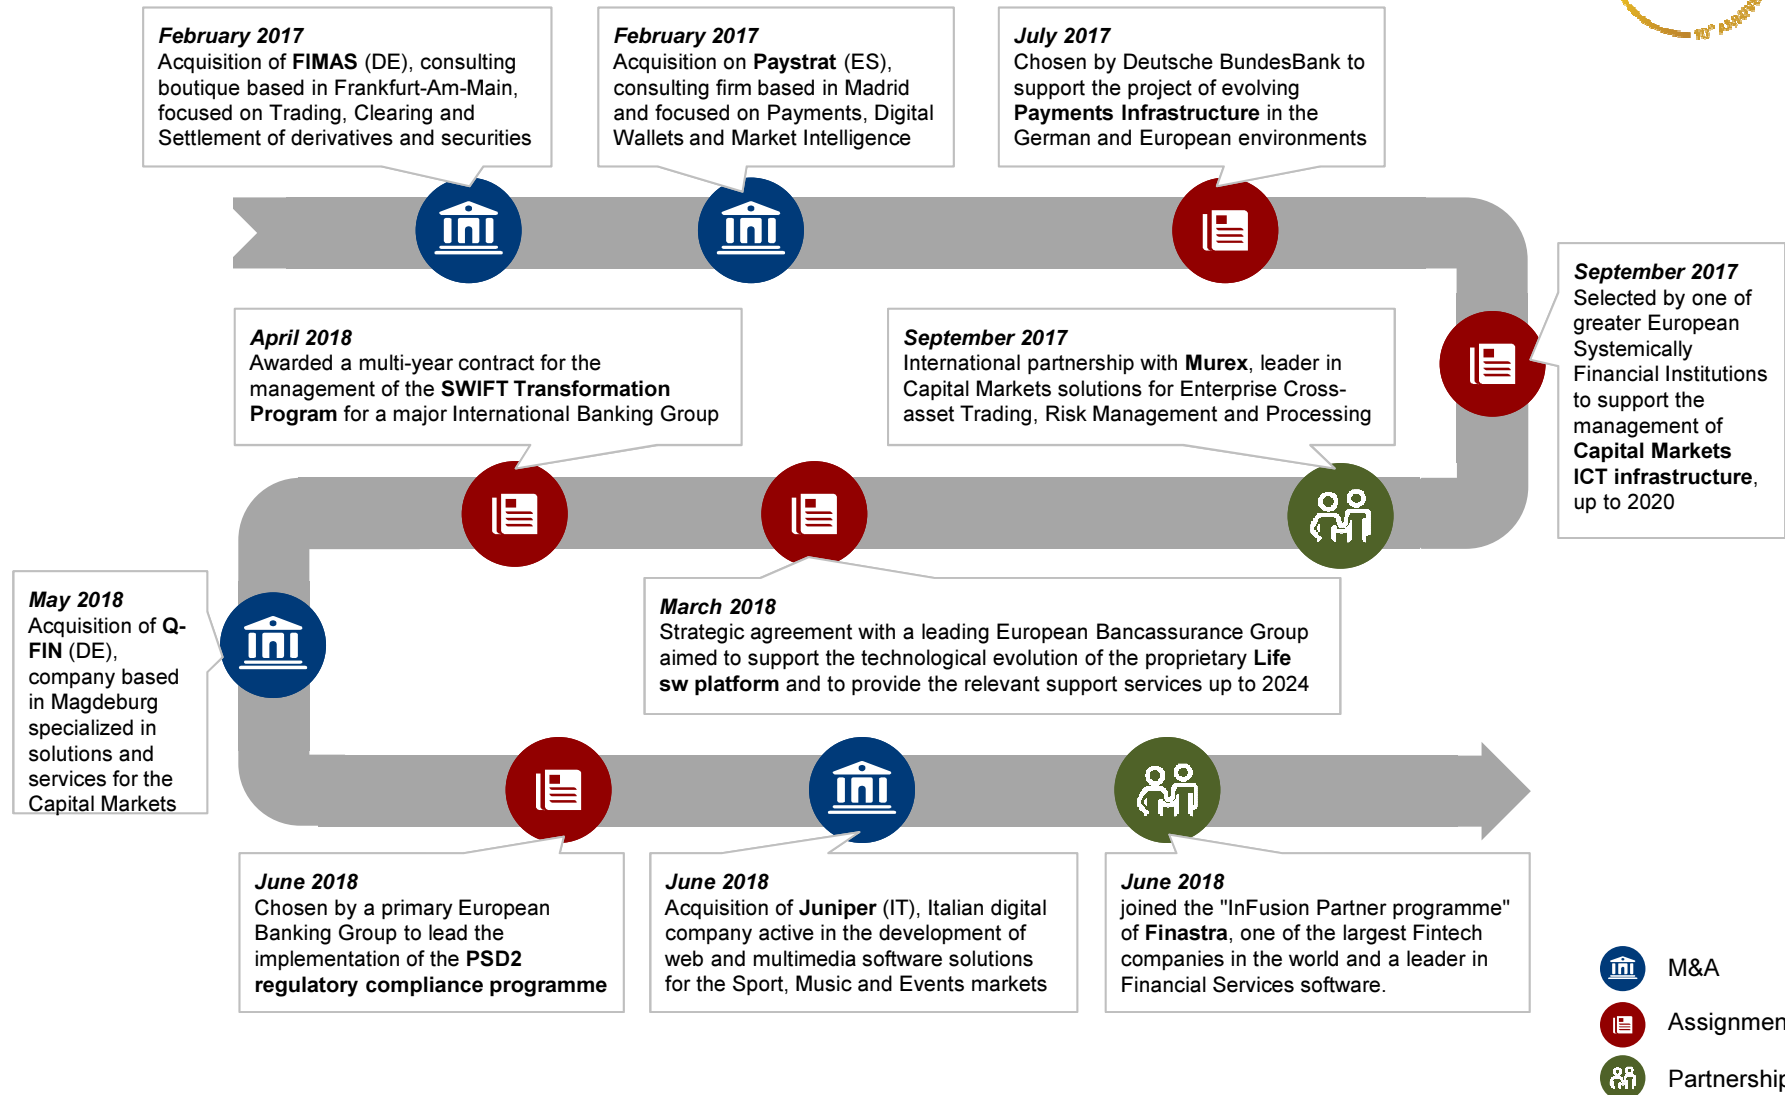 10th ANNIVE
February 2017
Acquisition of FIMAS (DE), consulting
boutique based in Frankfurt-Am-Main,
focused on Trading, Clearing and
Settlement of derivatives and securities
February 2017
Acquisition on Paystrat (ES),
consulting firm based in Madrid
and focused on Payments, Digital
Wallets and Market Intelligence
July 2017
Chosen by Deutsche BundesBank to
support the project of evolving
Payments Infrastructure in the
German and European environments
September 2017
Selected by one of
greater European
Systemically
Financial Institutions
to support the
management of
Capital Markets
ICT infrastructure,
up to 2020
September 2017
International partnership with Murex, leader in
Capital Markets solutions for Enterprise Cross-
asset Trading, Risk Management and Processing
April 2018
Awarded a multi-year contract for the
management of the SWIFT Transformation
Program for a major International Banking Group
March 2018
Strategic agreement with a leading European Bancassurance Group
aimed to support the technological evolution of the proprietary Life
sw platform and to provide the relevant support services up to 2024
May 2018
Acquisition of Q-
FIN (DE),
company based
in Magdeburg
specialized in
solutions and
services for the
Capital Markets
June 2018
Chosen by a primary European
Banking Group to lead the
implementation of the PSD2
regulatory compliance programme
June 2018
Acquisition of Juniper (IT), Italian digital
company active in the development of
web and multimedia software solutions
for the Sport, Music and Events markets
June 2018
joined the "InFusion Partner programme"
of Finastra, one of the largest Fintech
companies in the world and a leader in
Financial Services software.
M&A
Assignmen
Partnership